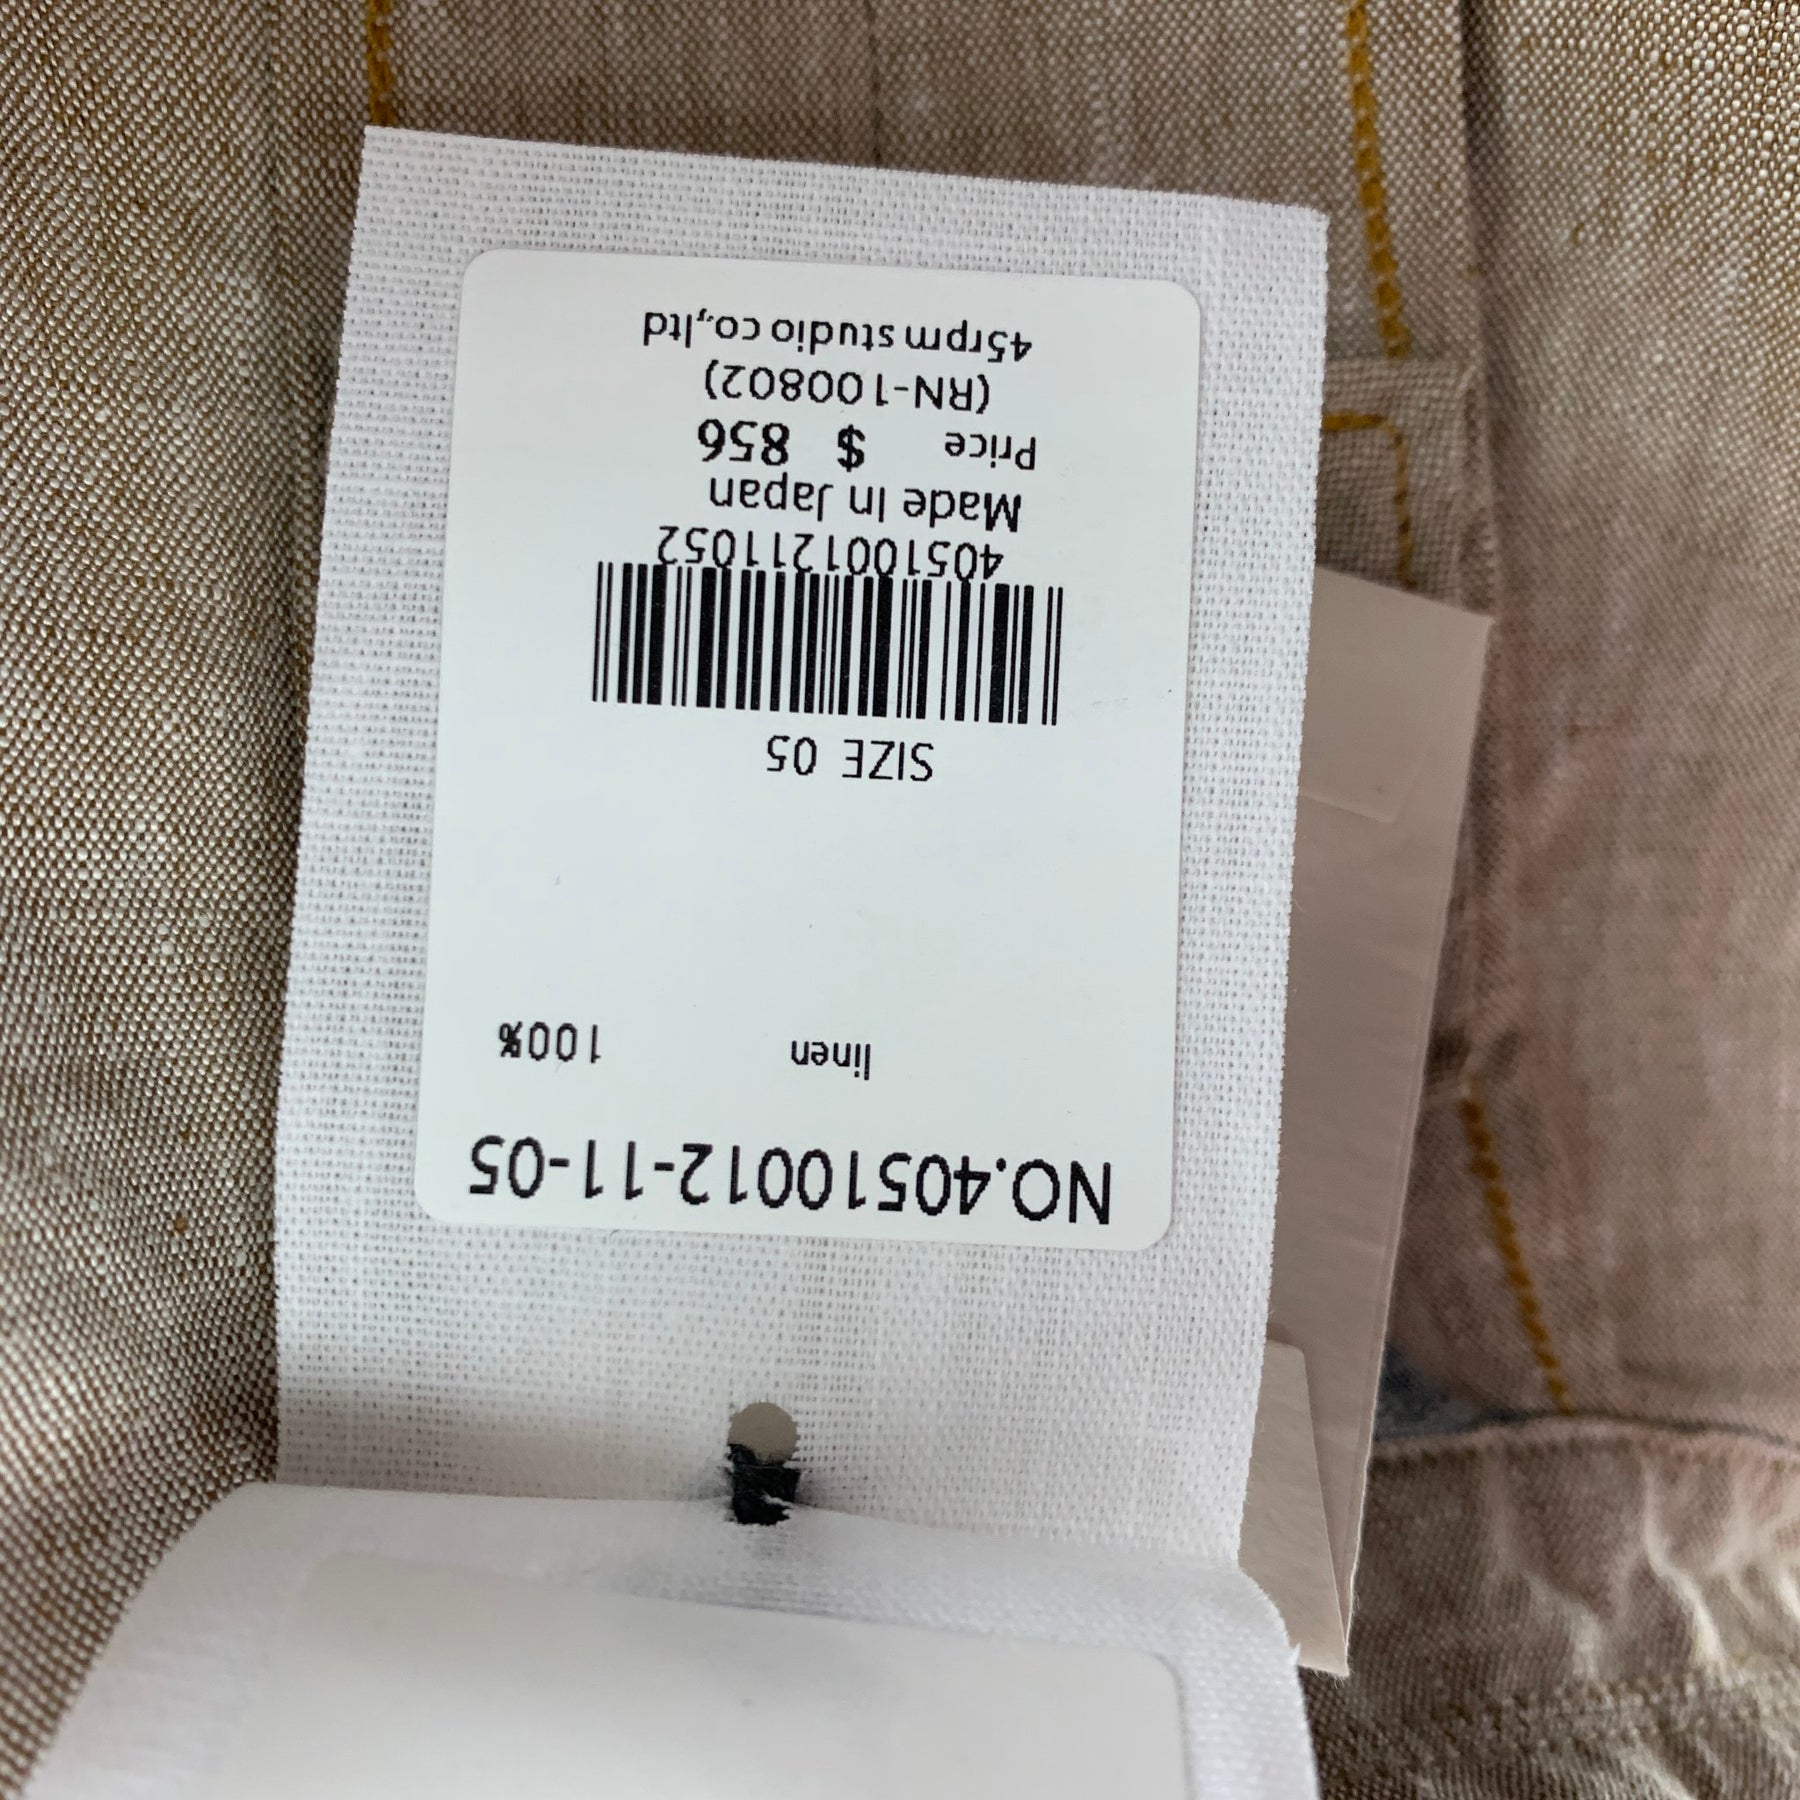 NO.40510012-11-05
linen 100%
SIZE 05
4051001211052
Made In Japan
Price $ 856
(RN-100802)
45rpm studio co.,ltd